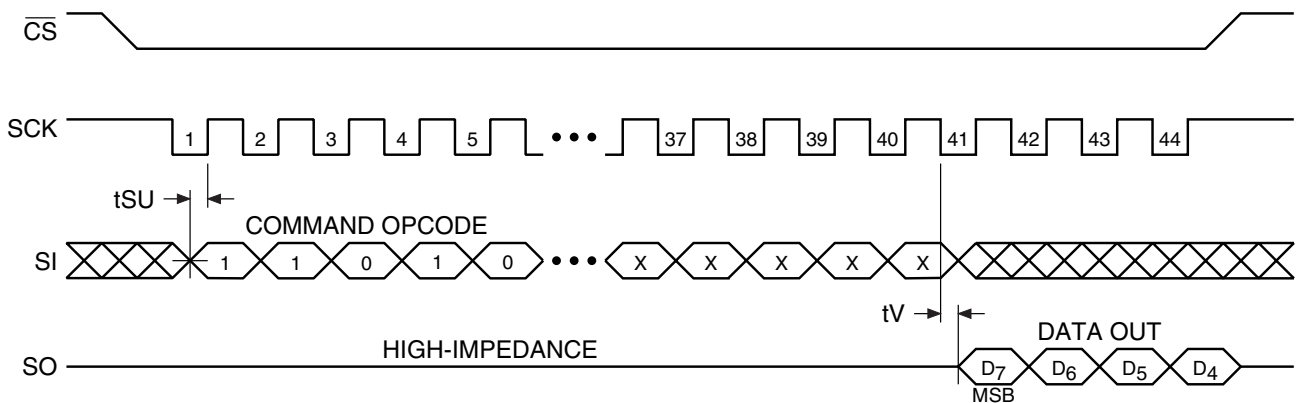 CS
SCK
1 2 3 4 5 ••• 37 38 39 40 41 42 43 44
tSU
COMMAND OPCODE
SI
1 1 0 1 0 ••• X X X X X
tV
DATA OUT
HIGH-IMPEDANCE
SO
D7 D6 D5 D4
MSB